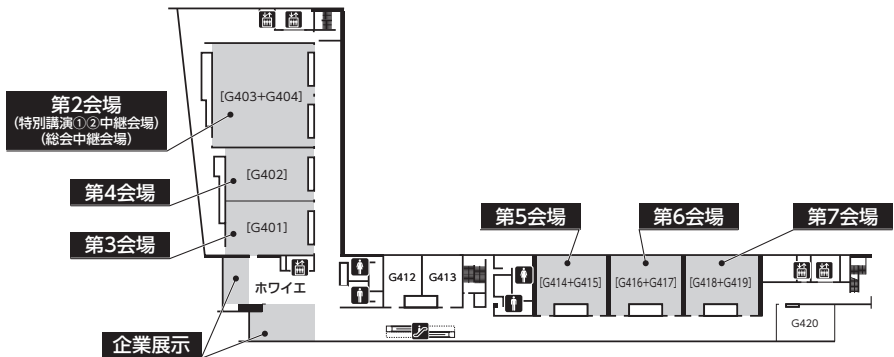 第2会場
(特別講演①②中継会場)
(総会中継会場)
[G403+G404]
第4会場
[G402]
第3会場
[G401]
第5会場
第6会場
第7会場
ホワイエ
G412
G413
[G414+G415]
[G416+G417]
[G418+G419]
G420
企業展示